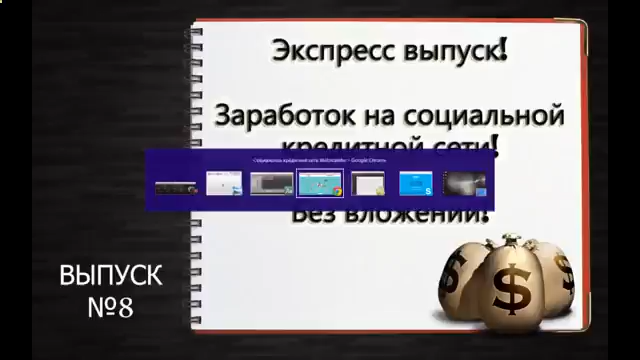 Экспресс выпуск!
Заработок на социальной
кредитной сети!
Без вложений!
ВЫПУСК
№8
$
$
$